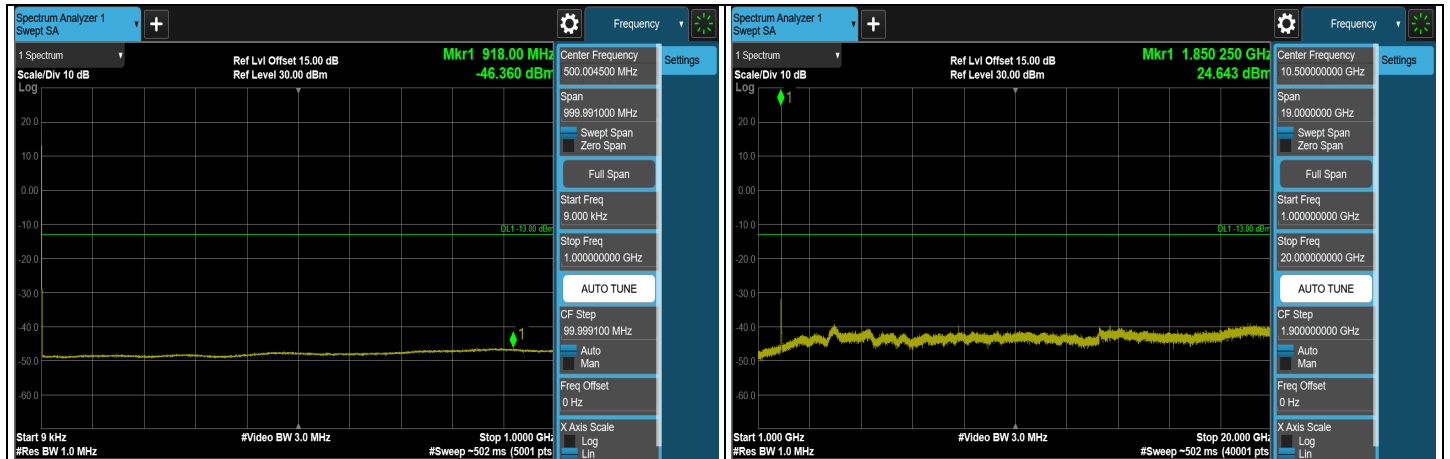 Spectrum Analyzer 1
Swept SA
+
Frequency
1 Spectrum
Scale/Div 10 dB
Ref Lvl Offset 15.00 dB
Ref Level 30.00 dBm
Mkr1 918.00 MHz
-46.360 dBm
Log
20.0
10.0
0.00
-10.0
-20.0
-30.0
-40.0
-50.0
-60.0
DL1 -13.00 dBm
1
Start 9 kHz
#Res BW 1.0 MHz
#Video BW 3.0 MHz
Stop 1.0000 GHz
#Sweep ~502 ms (5001 pts)
Center Frequency
500.004500 MHz
Settings
Span
999.991000 MHz
Swept Span
Zero Span
Full Span
Start Freq
9.000 kHz
Stop Freq
1.000000000 GHz
AUTO TUNE
CF Step
99.999100 MHz
Auto
Man
Freq Offset
0 Hz
X Axis Scale
Log
Lin
Spectrum Analyzer 1
Swept SA
+
Frequency
1 Spectrum
Scale/Div 10 dB
Ref Lvl Offset 15.00 dB
Ref Level 30.00 dBm
Mkr1 1.850 250 GHz
24.643 dBm
Log
1
20.0
10.0
0.00
-10.0
-20.0
-30.0
-40.0
-50.0
-60.0
DL1 -13.00 dBm
Start 1.000 GHz
#Res BW 1.0 MHz
#Video BW 3.0 MHz
Stop 20.000 GHz
#Sweep ~502 ms (40001 pts)
Center Frequency
10.500000000 GHz
Settings
Span
19.0000000 GHz
Swept Span
Zero Span
Full Span
Start Freq
1.000000000 GHz
Stop Freq
20.000000000 GHz
AUTO TUNE
CF Step
1.900000000 GHz
Auto
Man
Freq Offset
0 Hz
X Axis Scale
Log
Lin